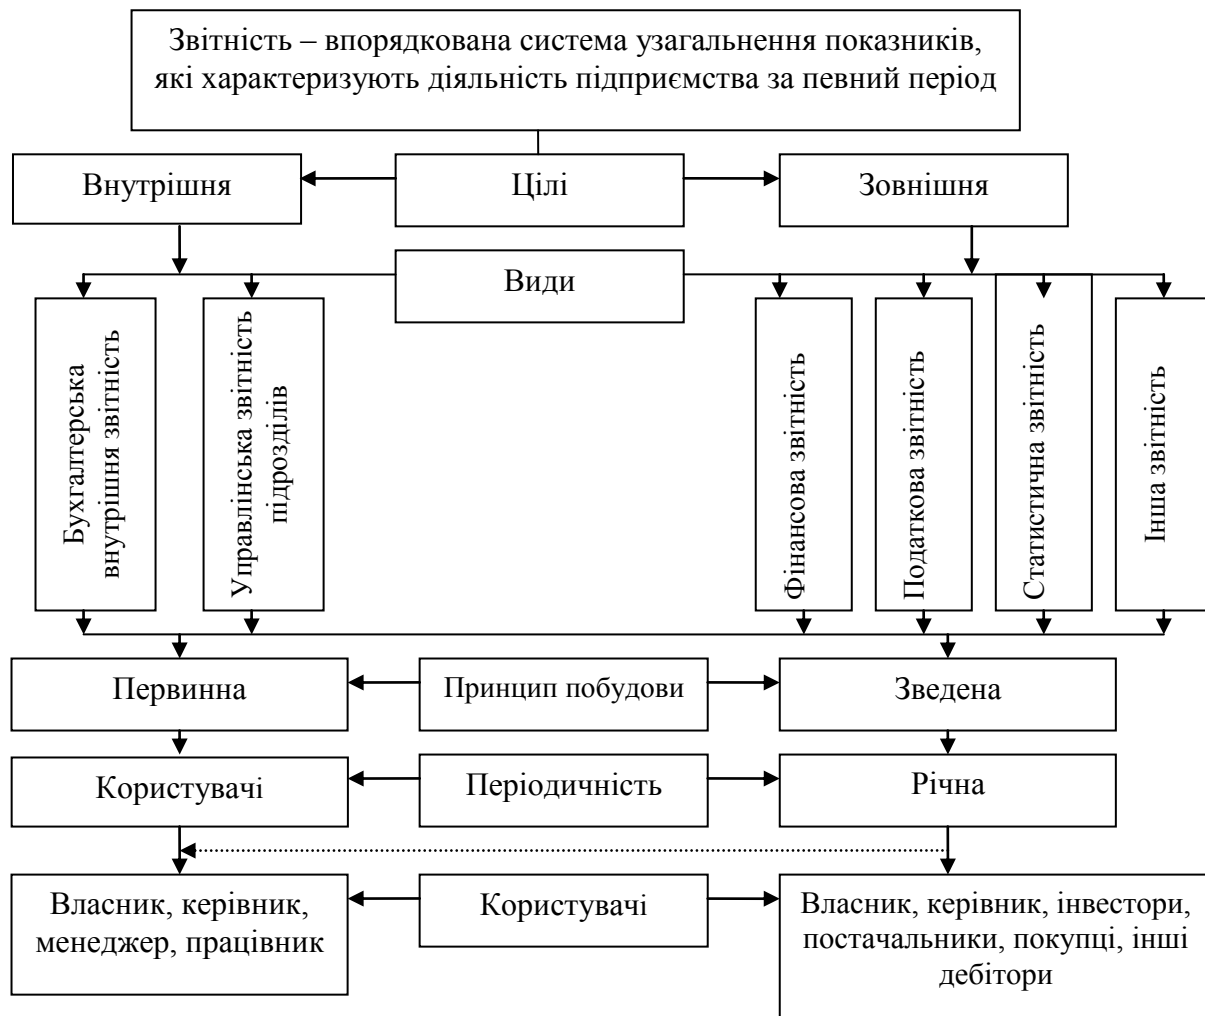 Звітність – впорядкована система узагальнення показників,
які характеризують діяльність підприємства за певний період
Внутрішня
Цілі
Зовнішня
Види
Бухгалтерська
внутрішня звітність
Управлінська звітність
підрозділів
Фінансова звітність
Податкова звітність
Статистична звітність
Інша звітність
Первинна
Принцип побудови
Зведена
Користувачі
Періодичність
Річна
Власник, керівник,
менеджер, працівник
Користувачі
Власник, керівник, інвестори,
постачальники, покупці, інші
дебітори